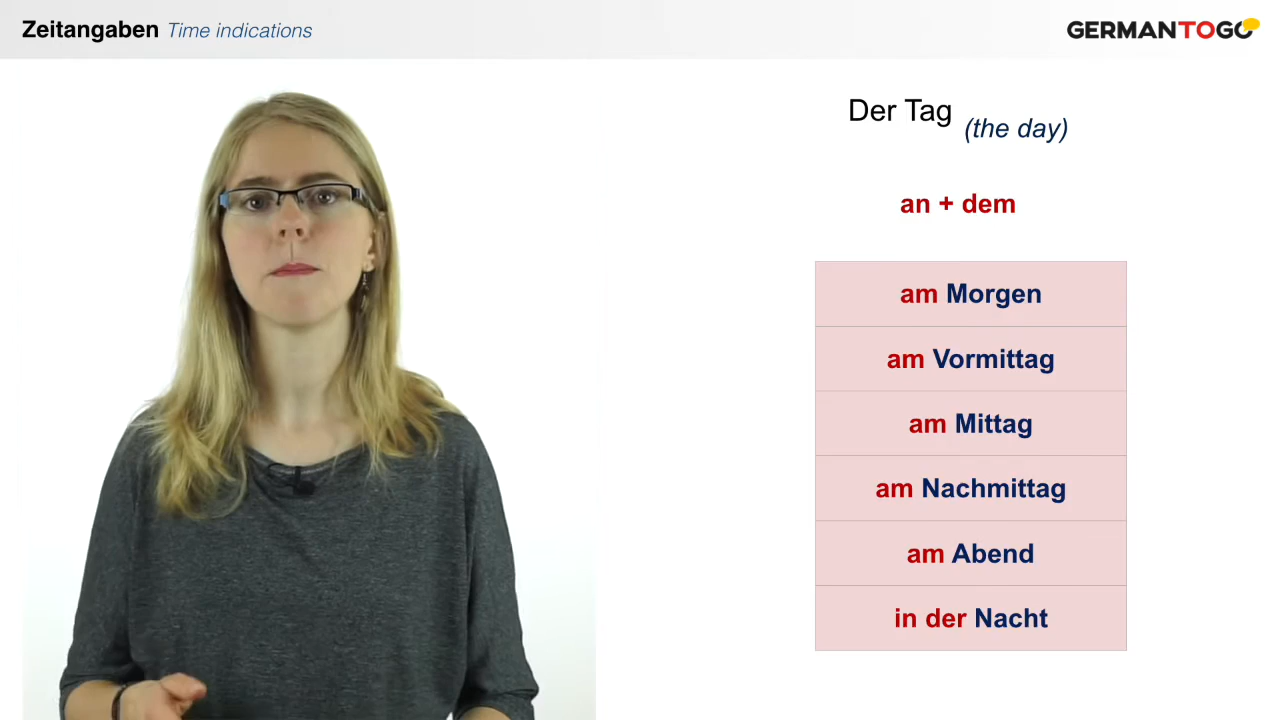 Zeitangaben Time indications
GERMANTOGO
Der Tag (the day)
an + dem
am Morgen
am Vormittag
am Mittag
am Nachmittag
am Abend
in der Nacht